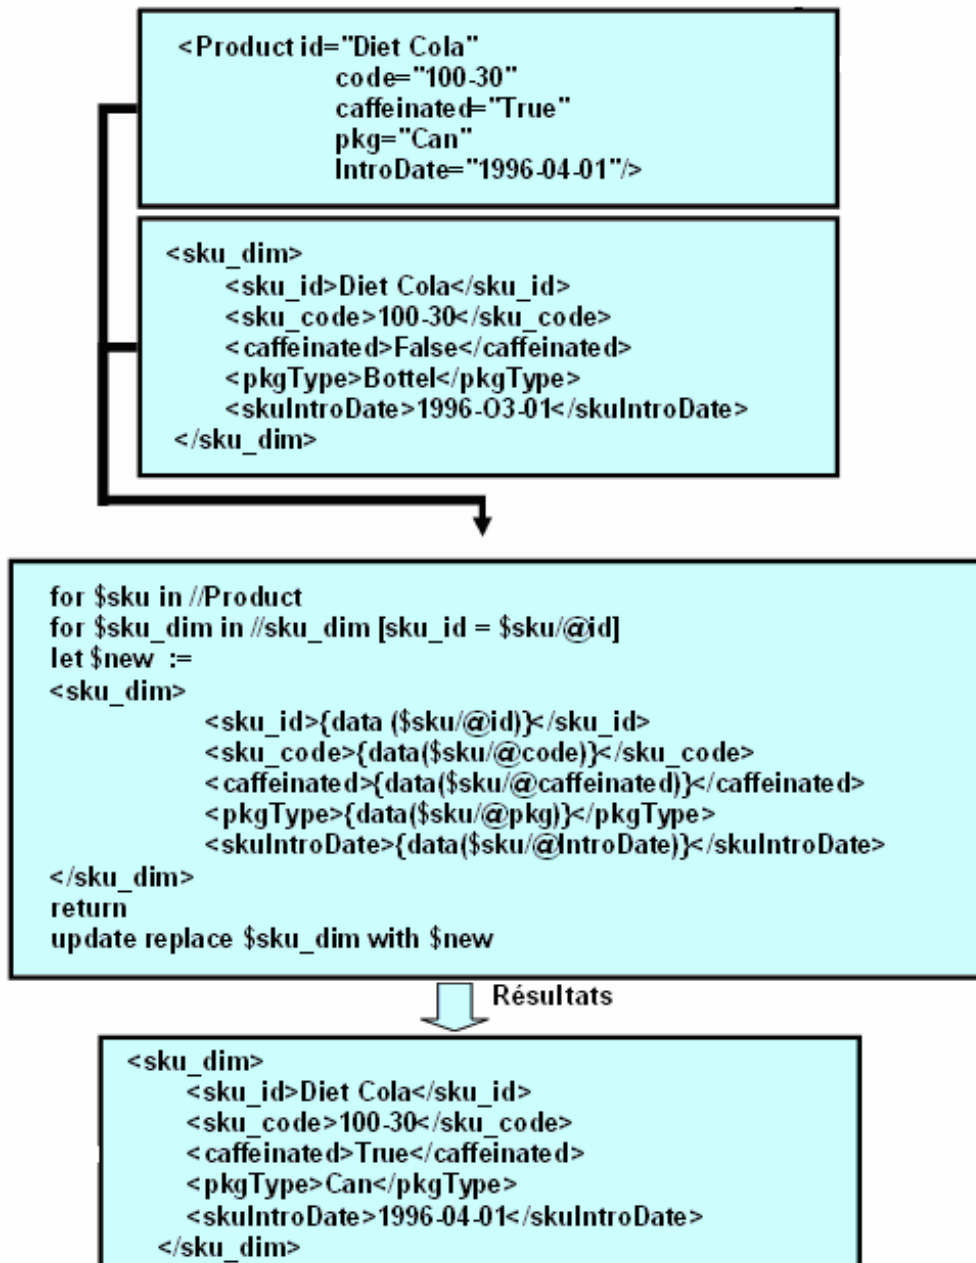 <Product id="Diet Cola"
code="100-30"
caffeinated="True"
pkg="Can"
IntroDate="1996-04-01"/>
<sku_dim>
<sku_id>Diet Cola</sku_id>
<sku_code>100-30</sku_code>
<caffeinated>False</caffeinated>
<pkgType>Bottel</pkgType>
<skuIntroDate>1996-O3-01</skuIntroDate>
</sku_dim>
for $sku in //Product
for $sku_dim in //sku_dim [sku_id = $sku/@id]
let $new :=
<sku_dim>
<sku_id>{data ($sku/@id)}</sku_id>
<sku_code>{data($sku/@code)}</sku_code>
<caffeinated>{data($sku/@caffeinated)}</caffeinated>
<pkgType>{data($sku/@pkg)}</pkgType>
<skuIntroDate>{data($sku/@IntroDate)}</skuIntroDate>
</sku_dim>
return
update replace $sku_dim with $new
Résultats
<sku_dim>
<sku_id>Diet Cola</sku_id>
<sku_code>100-30</sku_code>
<caffeinated>True</caffeinated>
<pkgType>Can</pkgType>
<skuIntroDate>1996-04-01</skuIntroDate>
</sku_dim>